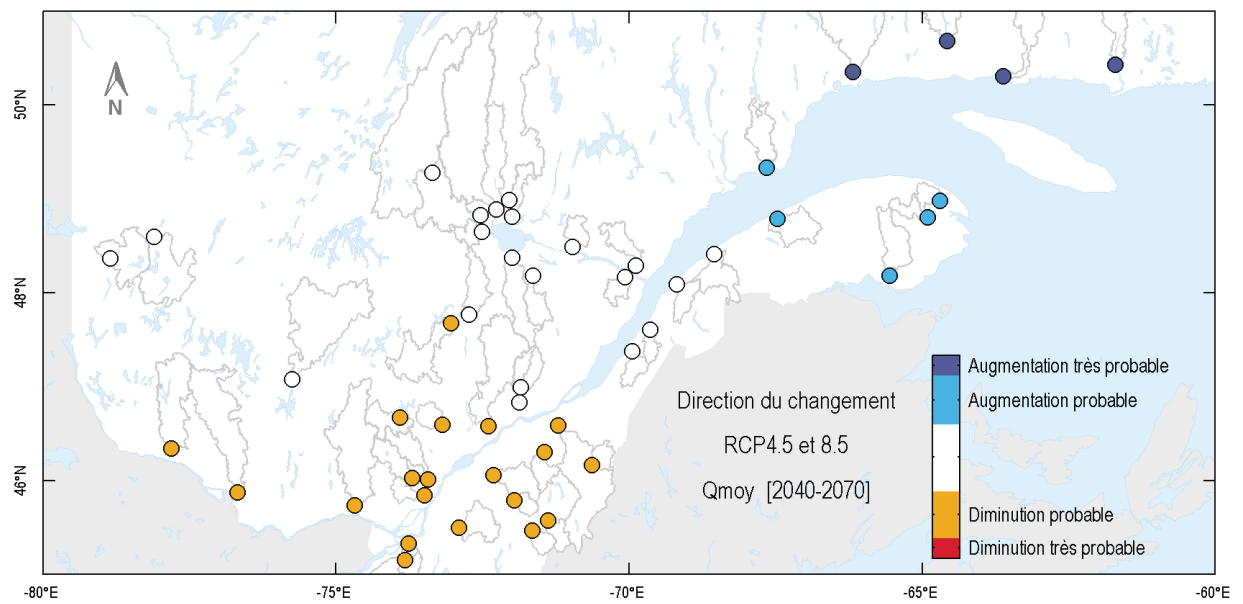 50°N
48°N
46°N
N
Direction du changement
RCP4.5 et 8.5
Qmoy [2040-2070]
Augmentation très probable
Augmentation probable
Diminution probable
Diminution très probable
-80°E
-75°E
-70°E
-65°E
-60°E